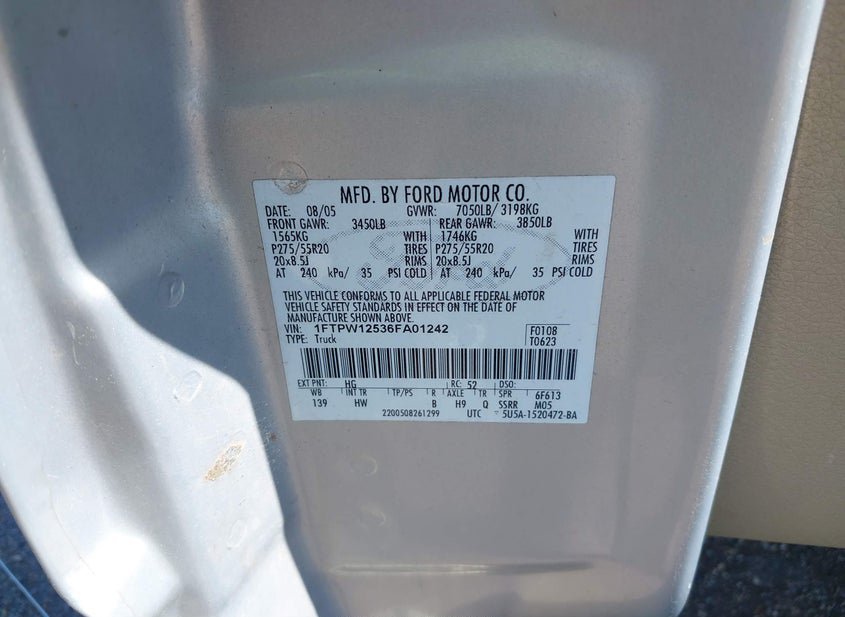 MFD. BY FORD MOTOR CO.
DATE: 08/05 GVWR: 7050LB/ 3198KG
FRONT GAWR: 3450LB REAR GAWR: 3850LB
1565KG WITH 1746KG WITH
P275/55R20 TIRES P275/55R20 TIRES
20x8.5J RIMS 20x8.5J RIMS
AT 240 kPa/ 35 PSI COLD AT 240 kPa/ 35 PSI COLD
THIS VEHICLE CONFORMS TO ALL APPLICABLE FEDERAL MOTOR
VEHICLE SAFETY STANDARDS IN EFFECT ON THE DATE OF
MANUFACTURE SHOWN ABOVE.
VIN: 1FTPW12536FA01242 F0108
TYPE: Truck T0623
EXT PNT: HG RC: 52 DSO:
WB INT TR TP/PS R AXLE TR SPR 6F613
139 HW B H9 Q SSRR M05
2200508261299 UTC 5U5A-1520472-BA